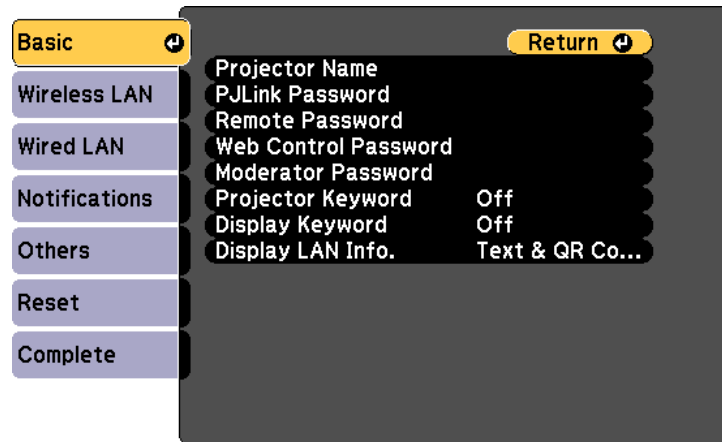 Basic
Return
Projector Name
Wireless LAN
PJLink Password
Remote Password
Wired LAN
Web Control Password
Moderator Password
Notifications
Projector Keyword Off
Display Keyword Off
Others
Display LAN Info. Text & QR Co...
Reset
Complete